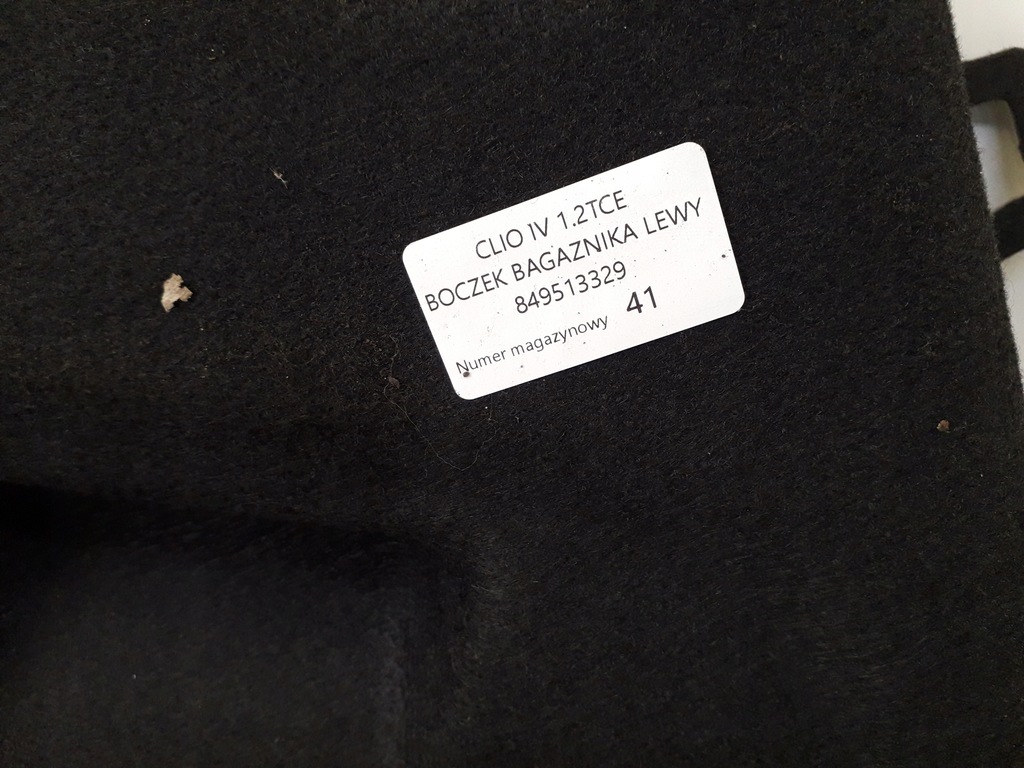 CLIO IV 1.2TCE
BOCZEK BAGAZNIKA LEWY
849513329
Numer magazynowy 41